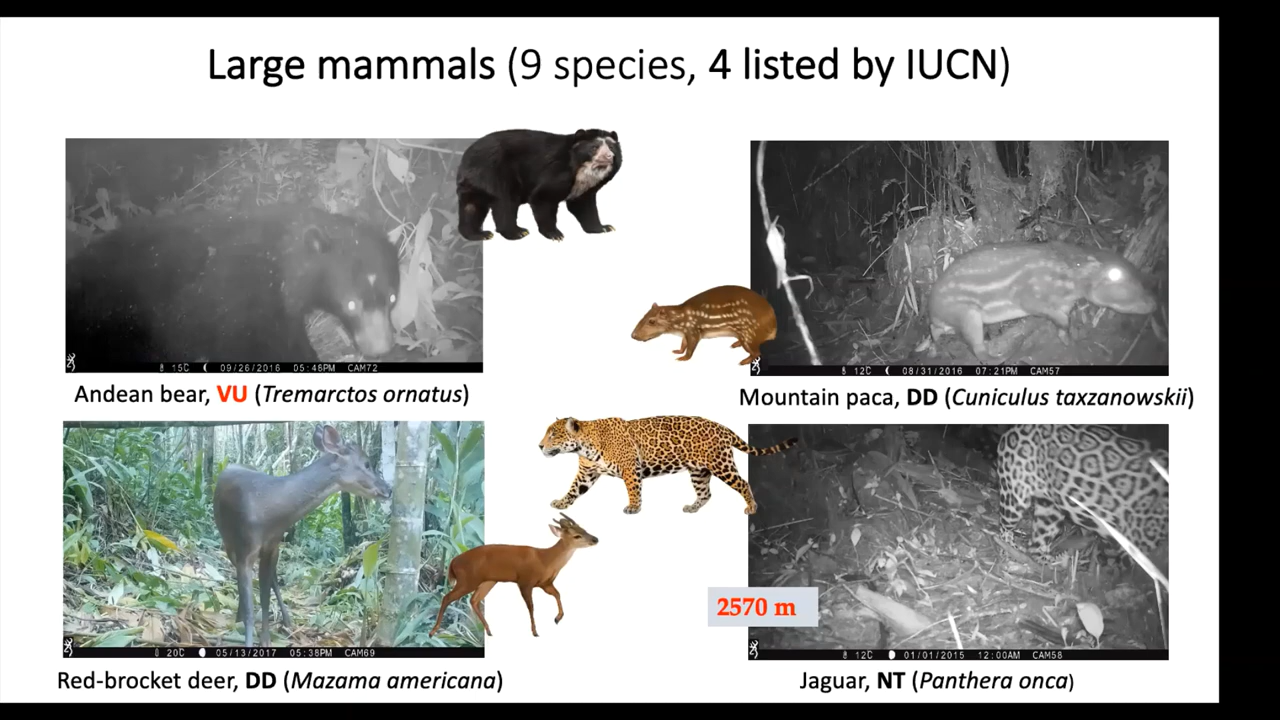 Large mammals (9 species, 4 listed by IUCN)
15C 09/26/2016 05:46PM CAM72
12C 08/31/2016 07:21PM CAM57
Andean bear, VU (Tremarctos ornatus)
Mountain paca, DD (Cuniculus taxzanowskii)
2570 m
20C 05/13/2017 05:38PM CAM69
12C 01/01/2015 12:00AM CAM58
Red-brocket deer, DD (Mazama americana)
Jaguar, NT (Panthera onca)